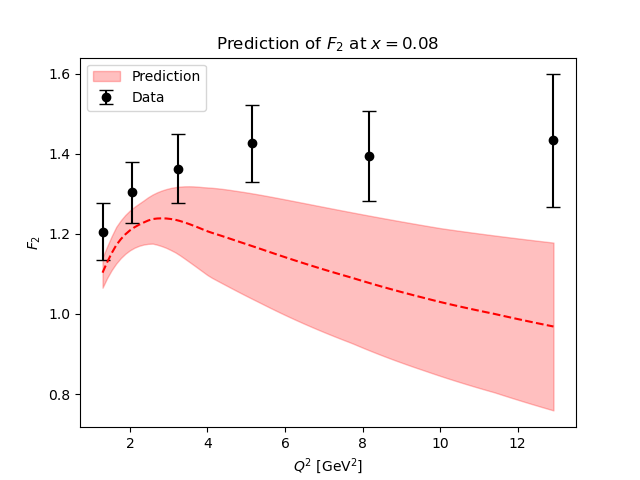 Prediction of F₂ at x = 0.08
Prediction
Data
F₂
1.6
1.4
1.2
1.0
0.8
2 4 6 8 10 12
Q² [GeV²]